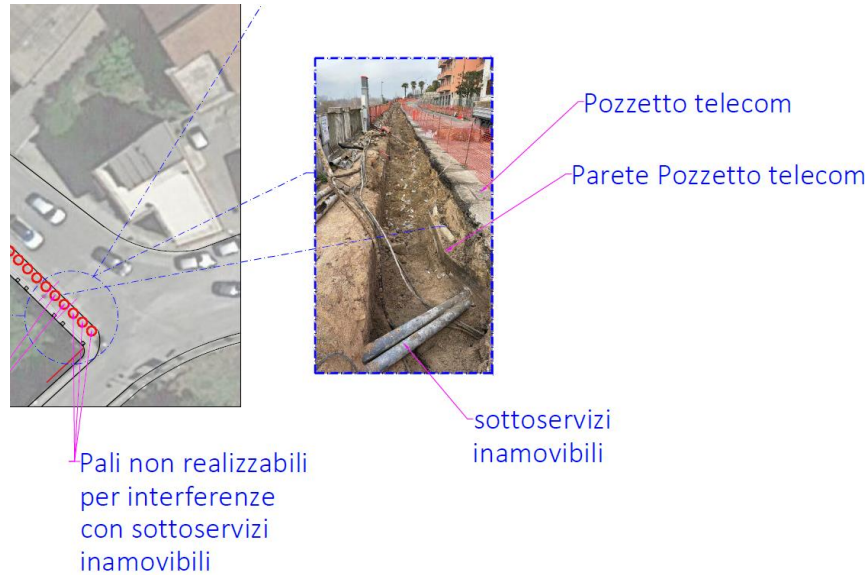 Pozzetto telecom
Parete Pozzetto telecom
sottoservizi
inamovibili
Pali non realizzabili
per interferenze
con sottoservizi
inamovibili